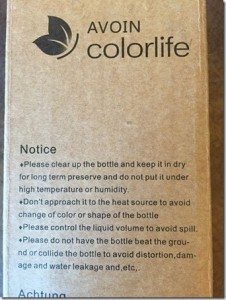 AVOIN
colorlife
Notice
♦Please clear up the bottle and keep it in dry
for long term preserve and do not put it under
high temperature or humidity.
♦Don't approach it to the heat source to avoid
change of color or shape of the bottle
♦Please control the liquid volume to avoid spill.
♦Please do not have the bottle beat the grou-
nd or collide the bottle to avoid distortion,dam-
age and water leakage and,etc,.
Achtung